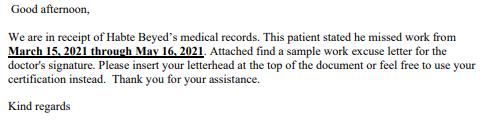 Good afternoon,
We are in receipt of Habte Beyed’s medical records. This patient stated he missed work from
March 15, 2021 through May 16, 2021. Attached find a sample work excuse letter for the
doctor's signature. Please insert your letterhead at the top of the document or feel free to use your
certification instead.  Thank you for your assistance.
Kind regards